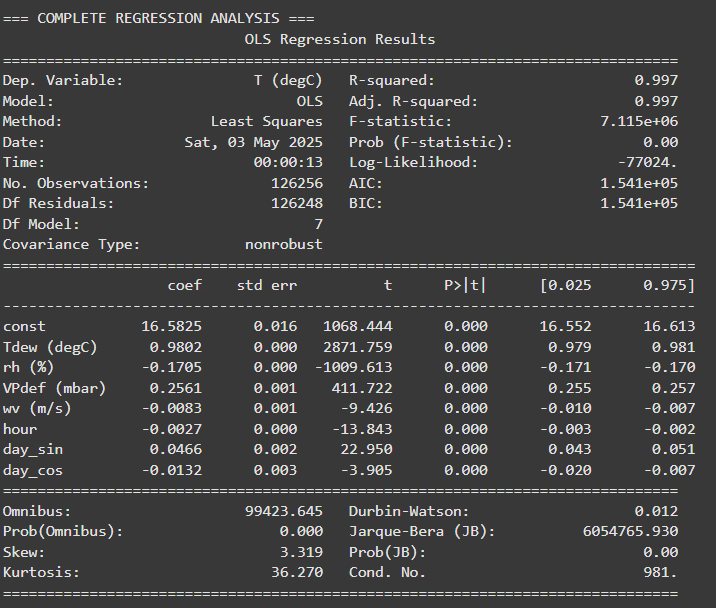 === COMPLETE REGRESSION ANALYSIS ===
                            OLS Regression Results
==============================================================================
Dep. Variable:               T (degC)   R-squared:                       0.997
Model:                            OLS   Adj. R-squared:                  0.997
Method:                 Least Squares   F-statistic:                 7.115e+06
Date:                Sat, 03 May 2025   Prob (F-statistic):               0.00
Time:                        00:00:13   Log-Likelihood:                -77024.
No. Observations:              126256   AIC:                         1.541e+05
Df Residuals:                  126248   BIC:                         1.541e+05
Df Model:                           7
Covariance Type:            nonrobust
================================================================================
                   coef    std err          t      P>|t|      [0.025      0.975]
--------------------------------------------------------------------------------
const           16.5825      0.016   1068.444      0.000      16.552      16.613
Tdew (degC)      0.9802      0.000   2871.759      0.000       0.979       0.981
rh (%)          -0.1705      0.000  -1009.613      0.000      -0.171      -0.170
VPdef (mbar)     0.2561      0.001    411.722      0.000       0.255       0.257
wv (m/s)        -0.0083      0.001     -9.426      0.000      -0.010      -0.007
hour            -0.0027      0.000    -13.843      0.000      -0.003      -0.002
day_sin          0.0466      0.002     22.950      0.000       0.043       0.051
day_cos         -0.0132      0.003     -3.905      0.000      -0.020      -0.007
==============================================================================
Omnibus:                    99423.645   Durbin-Watson:                   0.012
Prob(Omnibus):                  0.000   Jarque-Bera (JB):          6054765.930
Skew:                           3.319   Prob(JB):                         0.00
Kurtosis:                      36.270   Cond. No.                         981.
==============================================================================